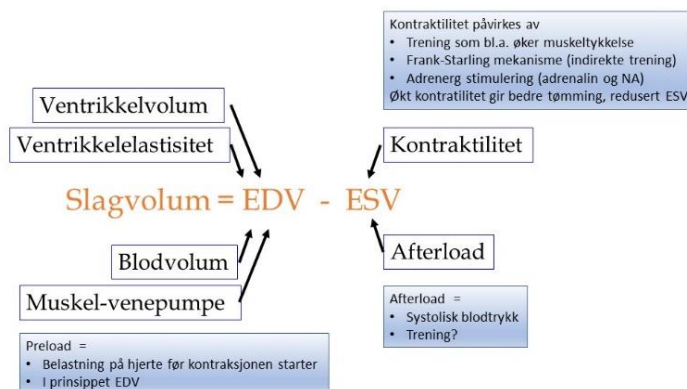 Kontraktilitet påvirkes av
• Trening som bl.a. øker muskeltykkelse
• Frank-Starling mekanisme (indirekte trening)
• Adrenerg stimulering (adrenalin og NA)
Økt kontratilitet gir bedre tømming, redusert ESV
Ventrikkelvolum
Ventrikkelelastisitet
Kontraktilitet
Slagvolum = EDV - ESV
Blodvolum
Muskel-venepumpe
Afterload
Afterload =
• Systolisk blodtrykk
• Trening?
Preload =
• Belastning på hjerte før kontraksjonen starter
• I prinsippet EDV